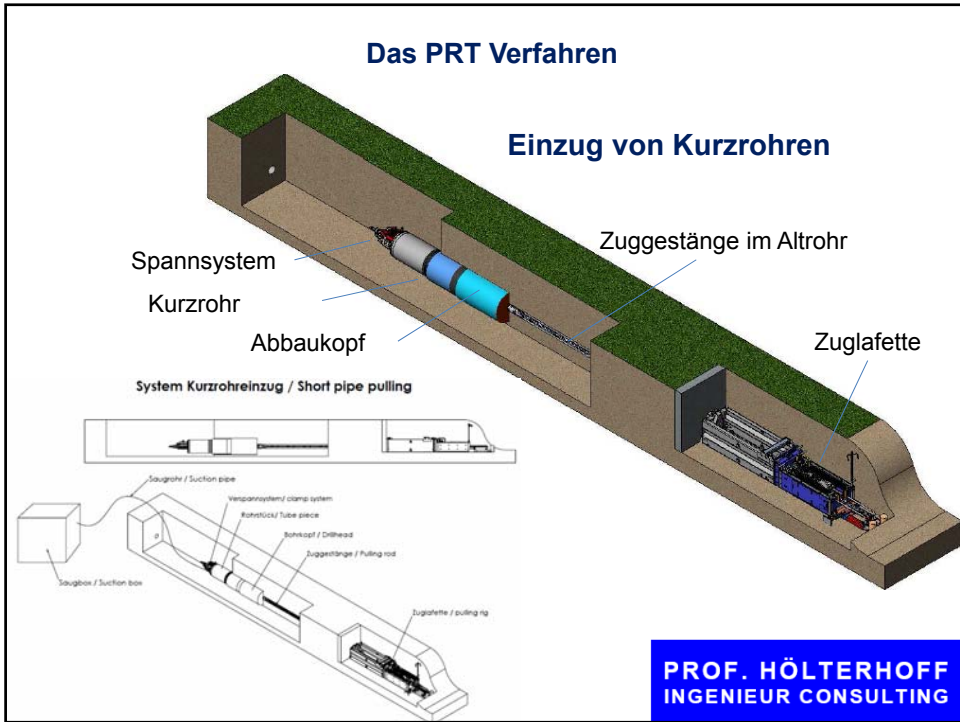 Das PRT Verfahren
Einzug von Kurzrohren
Zuggestänge im Altrohr
Spannsystem
Kurzrohr
Abbaukopf
Zuglafette
System Kurzrohreinzug / Short pipe pulling
Saugrohr / Suction pipe
Verspannsystem/ clamp system
Rohrstück/ Tube piece
Bohrkopf / Drillhead
Zuggestänge / Pulling rod
Saugbox / Suction box
Zuglafette / pulling rig
PROF. HÖLTERHOFF
INGENIEUR CONSULTING